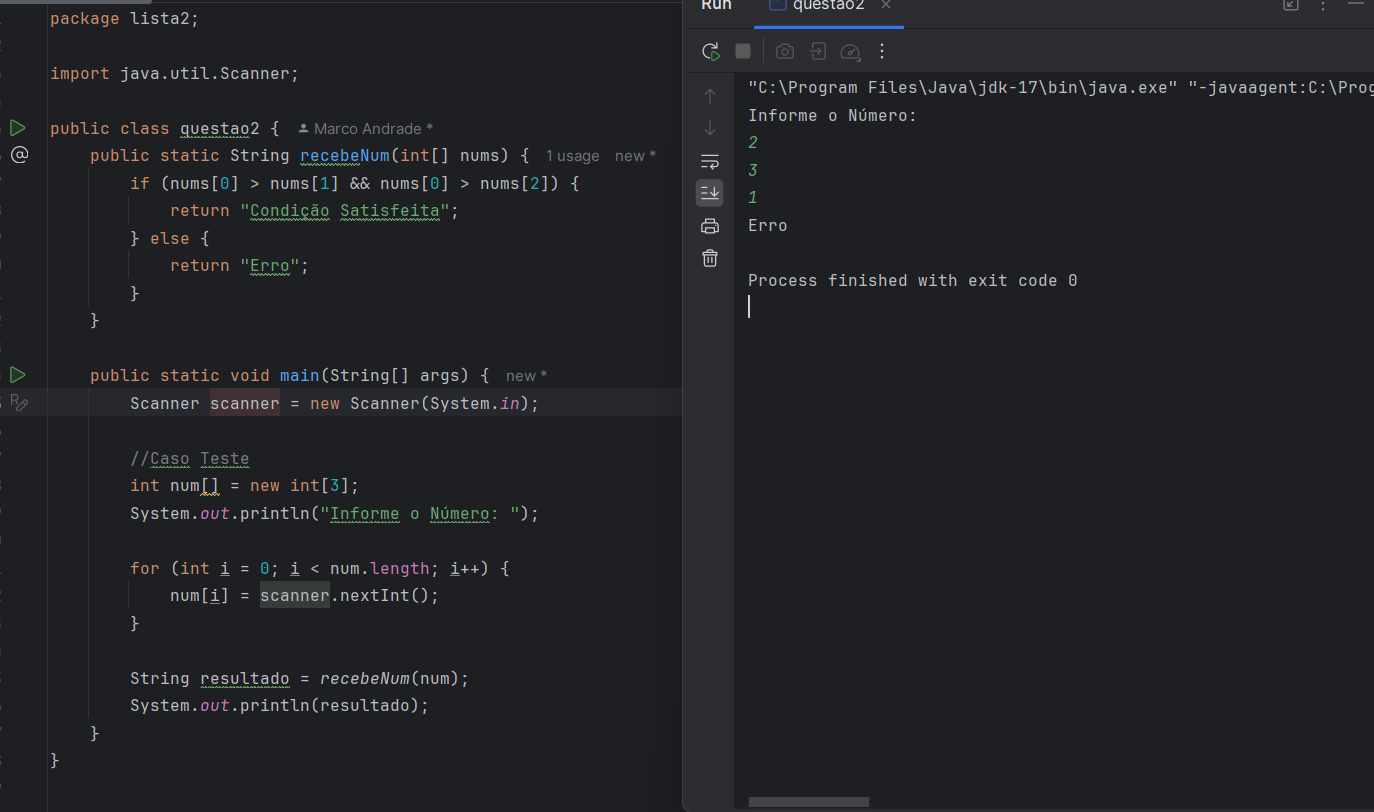 package lista2;
import java.util.Scanner;
public class questao2 { Marco Andrade *
public static String recebeNum(int[] nums) { 1 usage new *
if (nums[0] > nums[1] && nums[0] > nums[2]) {
return "Condição Satisfeita";
} else {
return "Erro";
}
}
public static void main(String[] args) { new *
Scanner scanner = new Scanner(System.in);
//Caso Teste
int num[] = new int[3];
System.out.println("Informe o Número: ");
for (int i = 0; i < num.length; i++) {
num[i] = scanner.nextInt();
}
String resultado = recebeNum(num);
System.out.println(resultado);
}
}
Run questao2
"C:\Program Files\Java\jdk-17\bin\java.exe" "-javaagent:C:\Prog
Informe o Número:
2
3
1
Erro
Process finished with exit code 0